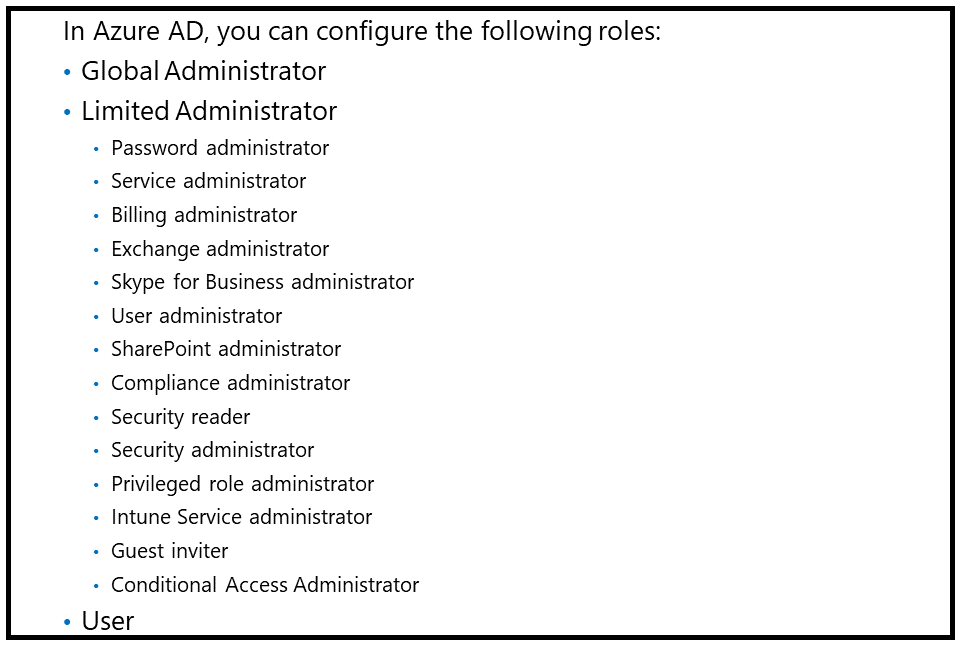 In Azure AD, you can configure the following roles:
• Global Administrator
• Limited Administrator
• Password administrator
• Service administrator
• Billing administrator
• Exchange administrator
• Skype for Business administrator
• User administrator
• SharePoint administrator
• Compliance administrator
• Security reader
• Security administrator
• Privileged role administrator
• Intune Service administrator
• Guest inviter
• Conditional Access Administrator
• User